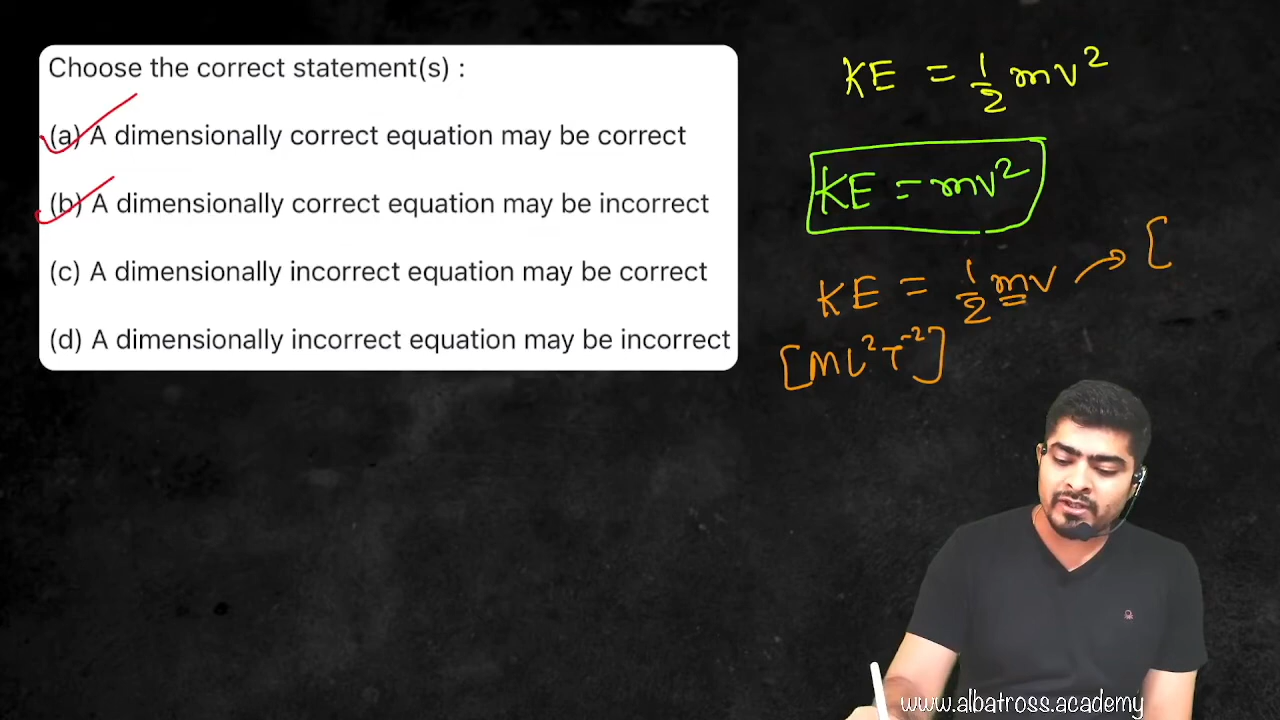 Choose the correct statement(s) :
(a) A dimensionally correct equation may be correct
(b) A dimensionally correct equation may be incorrect
(c) A dimensionally incorrect equation may be correct
(d) A dimensionally incorrect equation may be incorrect
KE = 1/2 mv²
KE = mv²
KE = 1/2 mv → [
[ML²T⁻²]
www.albatross.academy